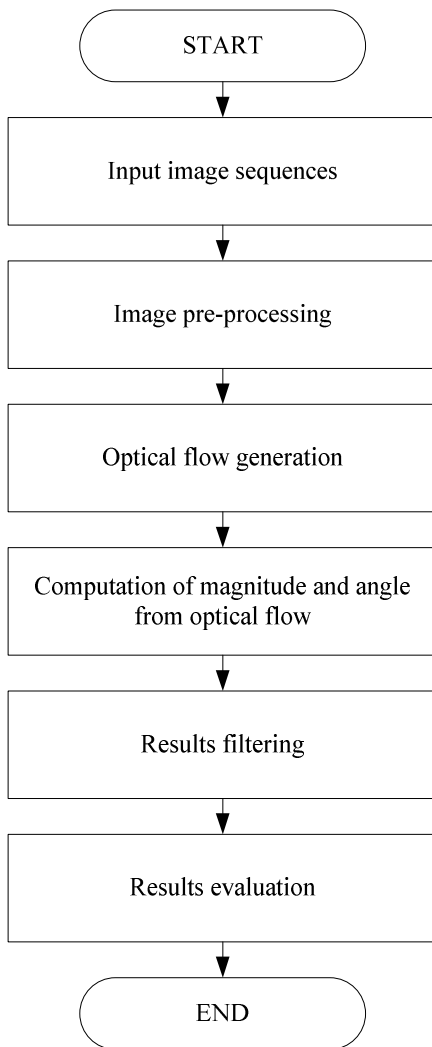 START
Input image sequences
Image pre-processing
Optical flow generation
Computation of magnitude and angle
from optical flow
Results filtering
Results evaluation
END